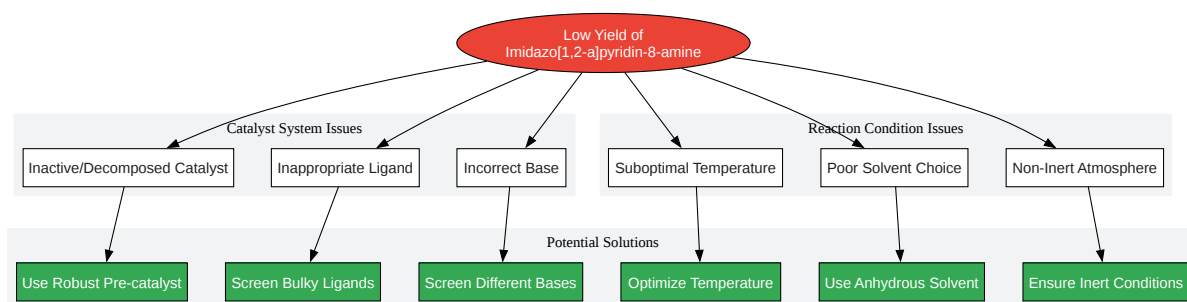 Low Yield of
Imidazo[1,2-a]pyridin-8-amine
Catalyst System Issues
Reaction Condition Issues
Inactive/Decomposed Catalyst
Inappropriate Ligand
Incorrect Base
Suboptimal Temperature
Poor Solvent Choice
Non-Inert Atmosphere
Potential Solutions
Use Robust Pre-catalyst
Screen Bulky Ligands
Screen Different Bases
Optimize Temperature
Use Anhydrous Solvent
Ensure Inert Conditions